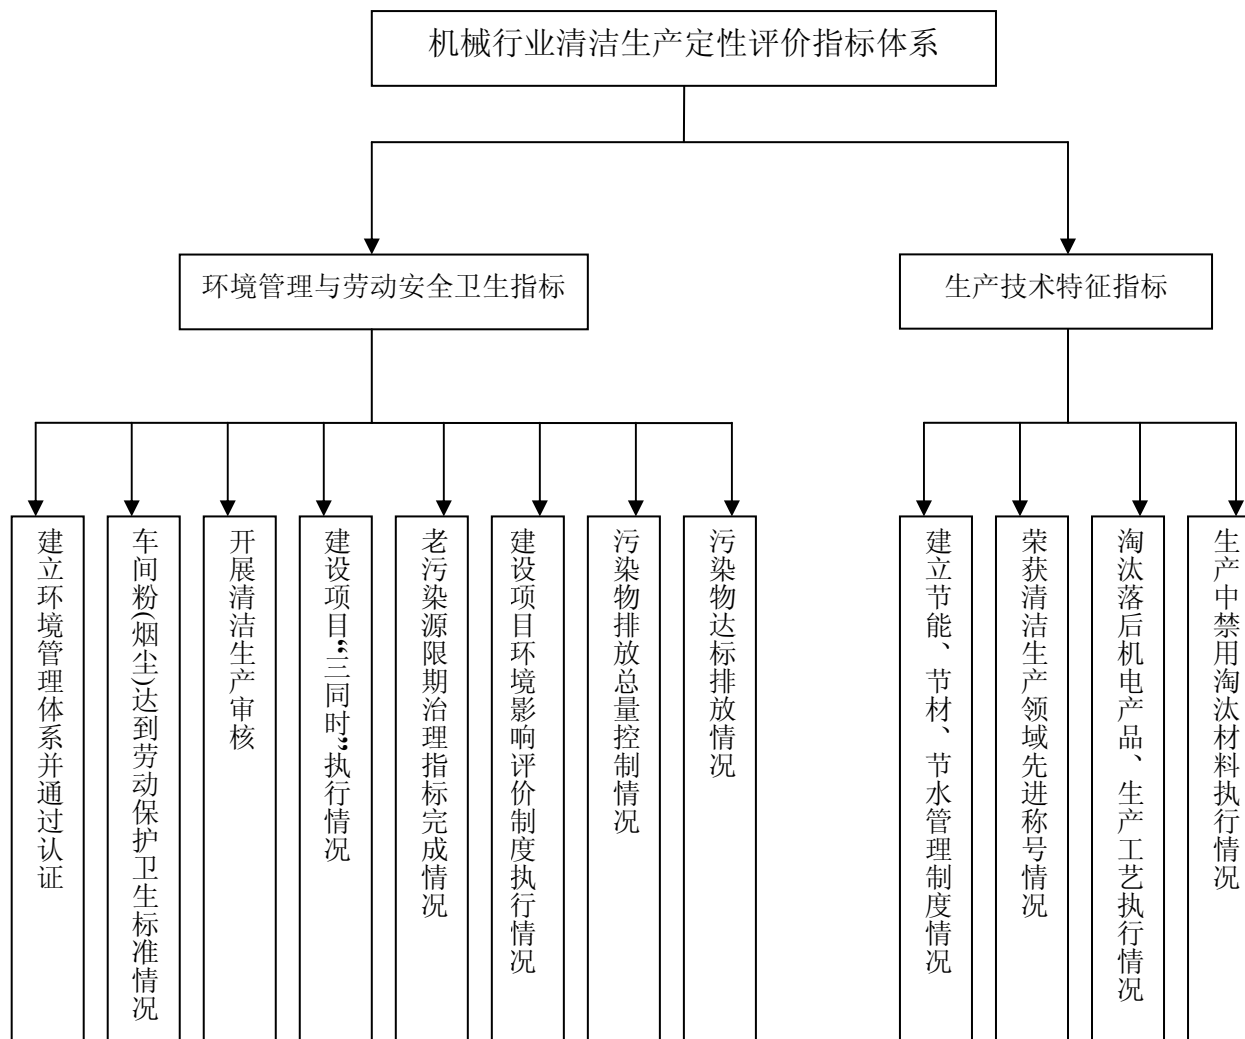 机械行业清洁生产定性评价指标体系
环境管理与劳动安全卫生指标
生产技术特征指标
建立环境管理体系并通过认证
车间粉(烟尘)达到劳动保护卫生标准情况
开展清洁生产审核
建设项目“三同时”执行情况
老污染源限期治理指标完成情况
建设项目环境影响评价制度执行情况
污染物排放总量控制情况
污染物达标排放情况
建立节能、节材、节水管理制度情况
荣获清洁生产领域先进称号情况
淘汰落后机电产品、生产工艺执行情况
生产中禁用淘汰材料执行情况